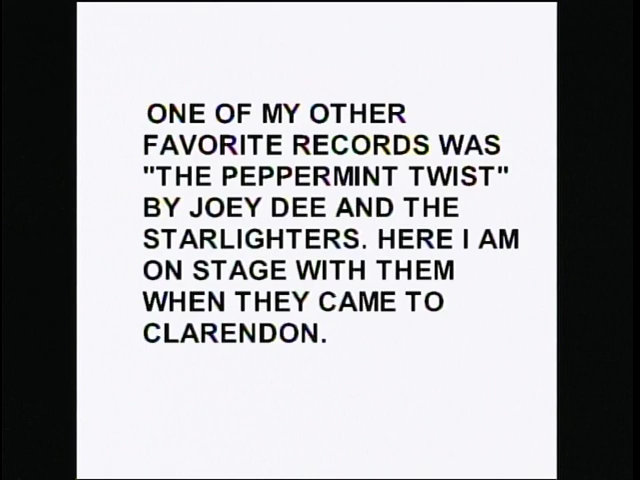 ONE OF MY OTHER
FAVORITE RECORDS WAS
"THE PEPPERMINT TWIST"
BY JOEY DEE AND THE
STARLIGHTERS. HERE I AM
ON STAGE WITH THEM
WHEN THEY CAME TO
CLARENDON.